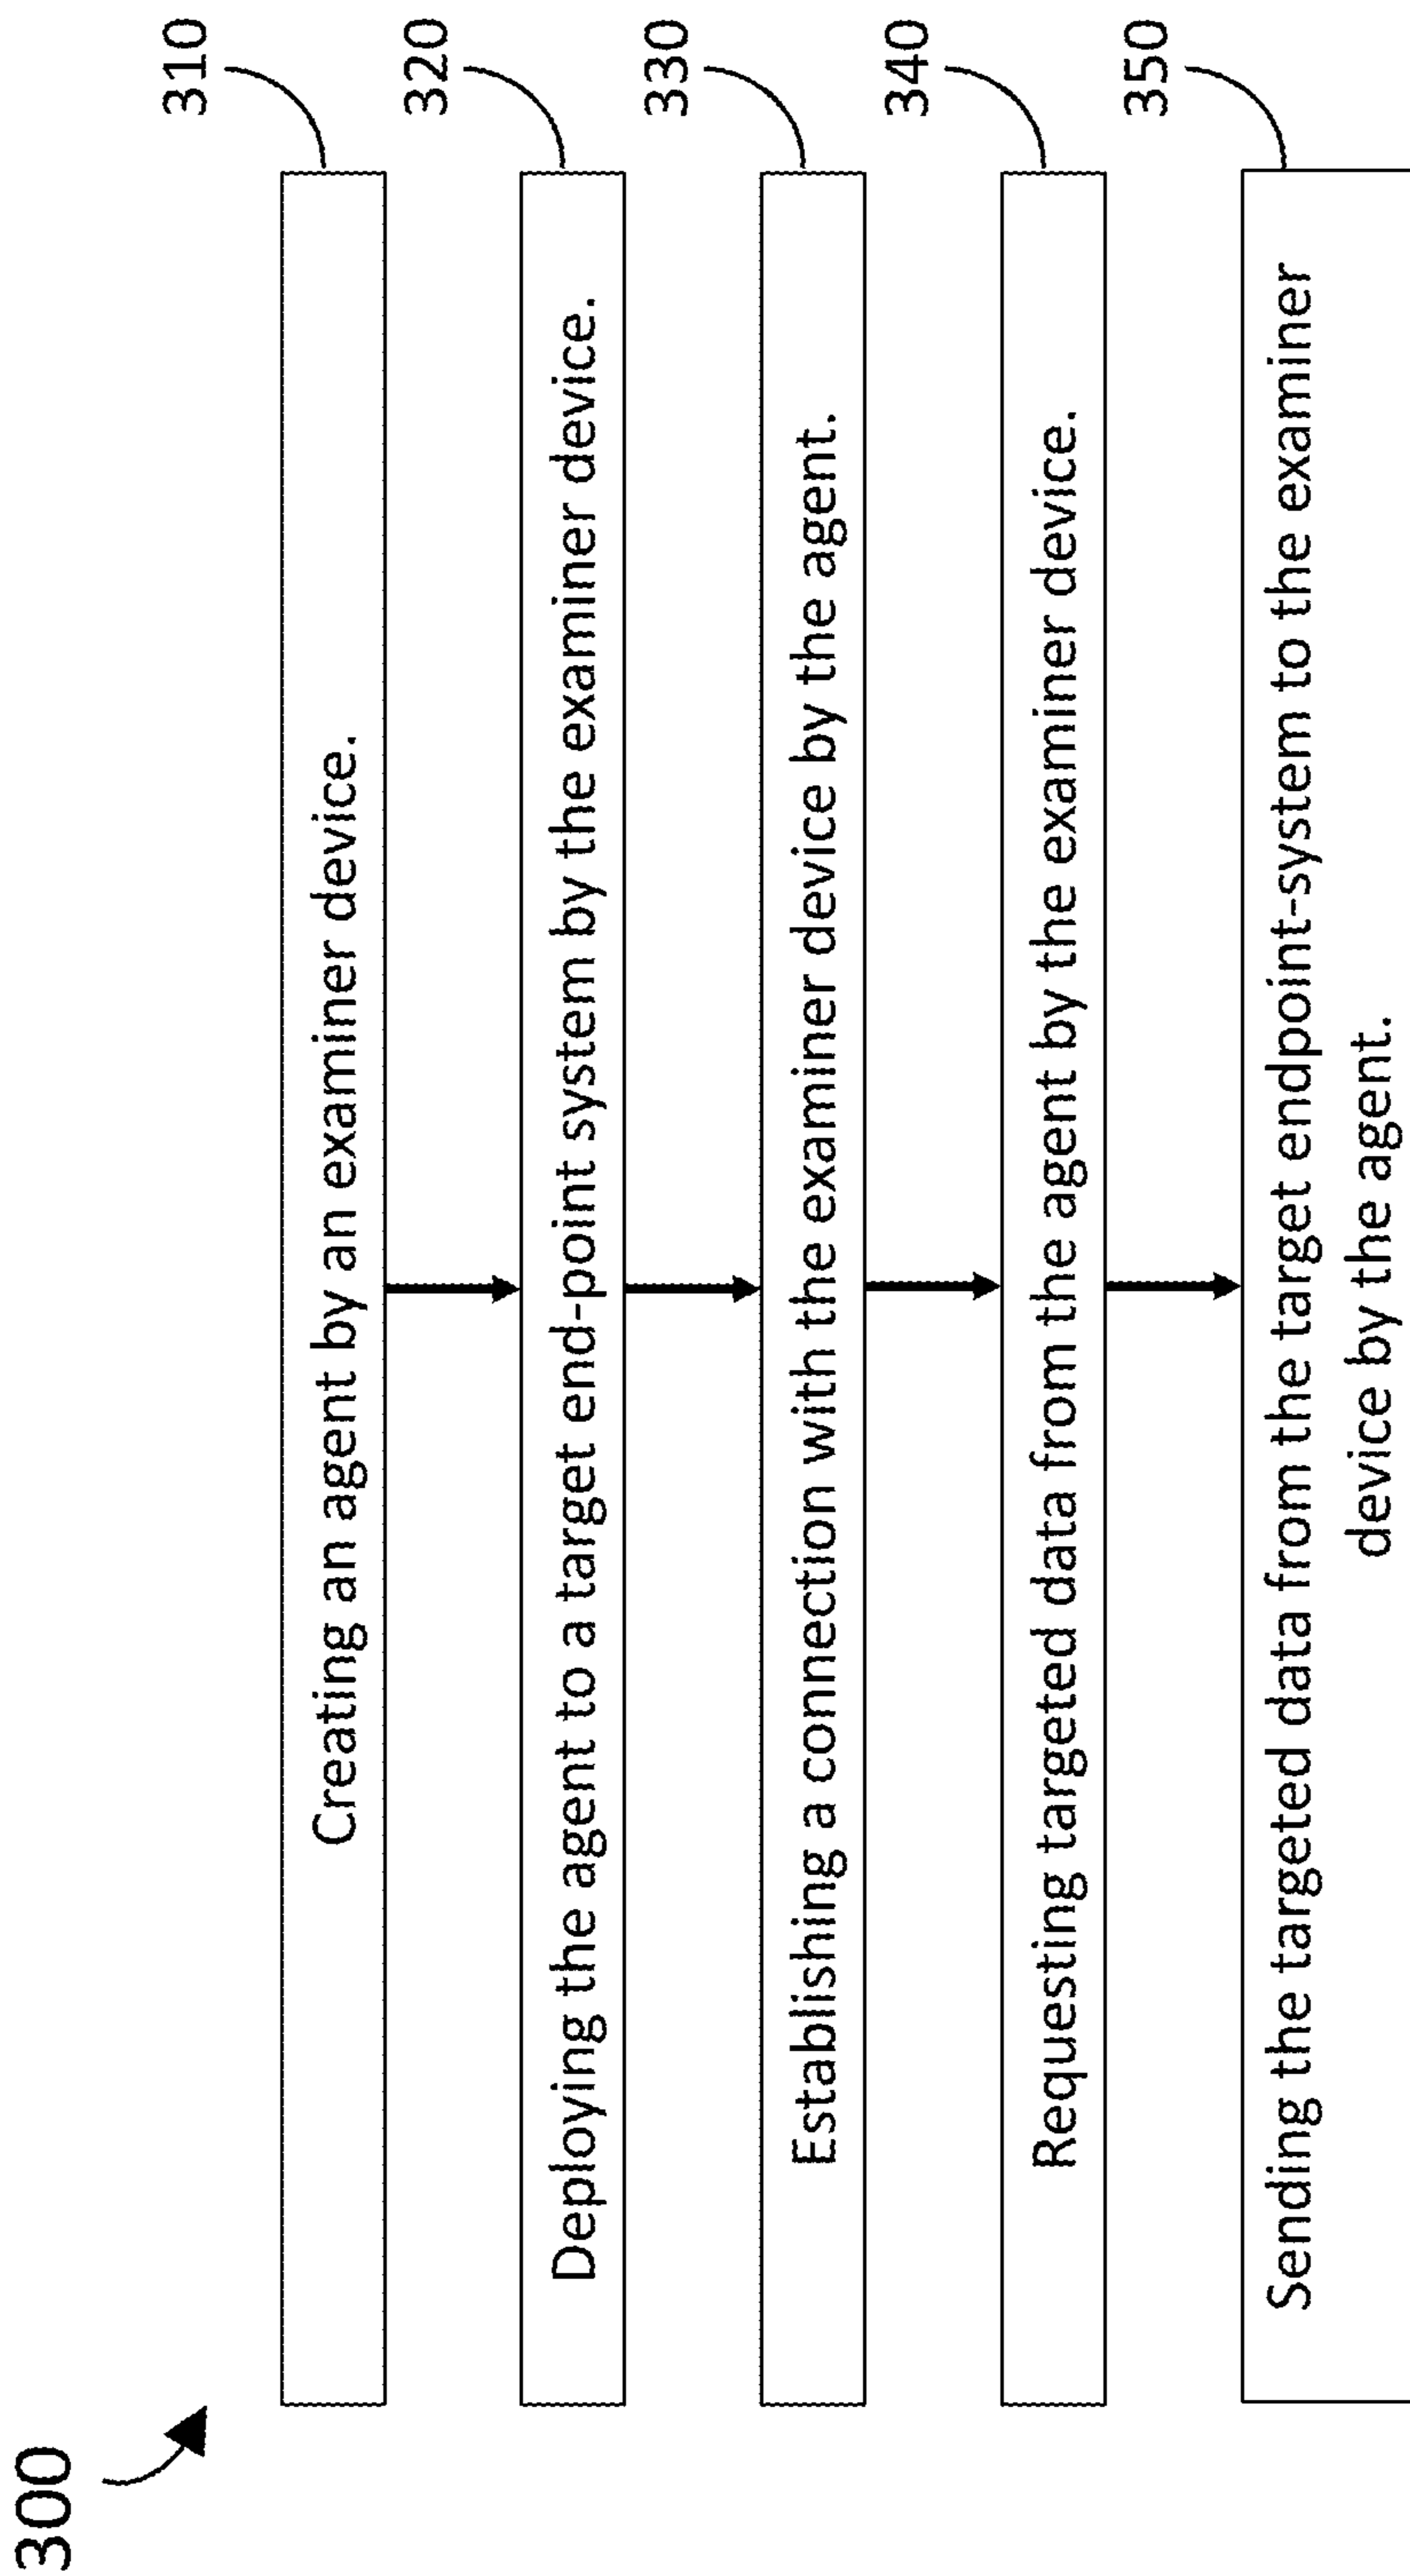 300
310
Creating an agent by an examiner device.
320
Deploying the agent to a target end-point system by the examiner device.
330
Establishing a connection with the examiner device by the agent.
340
Requesting targeted data from the agent by the examiner device.
350
Sending the targeted data from the target endpoint-system to the examiner
device by the agent.